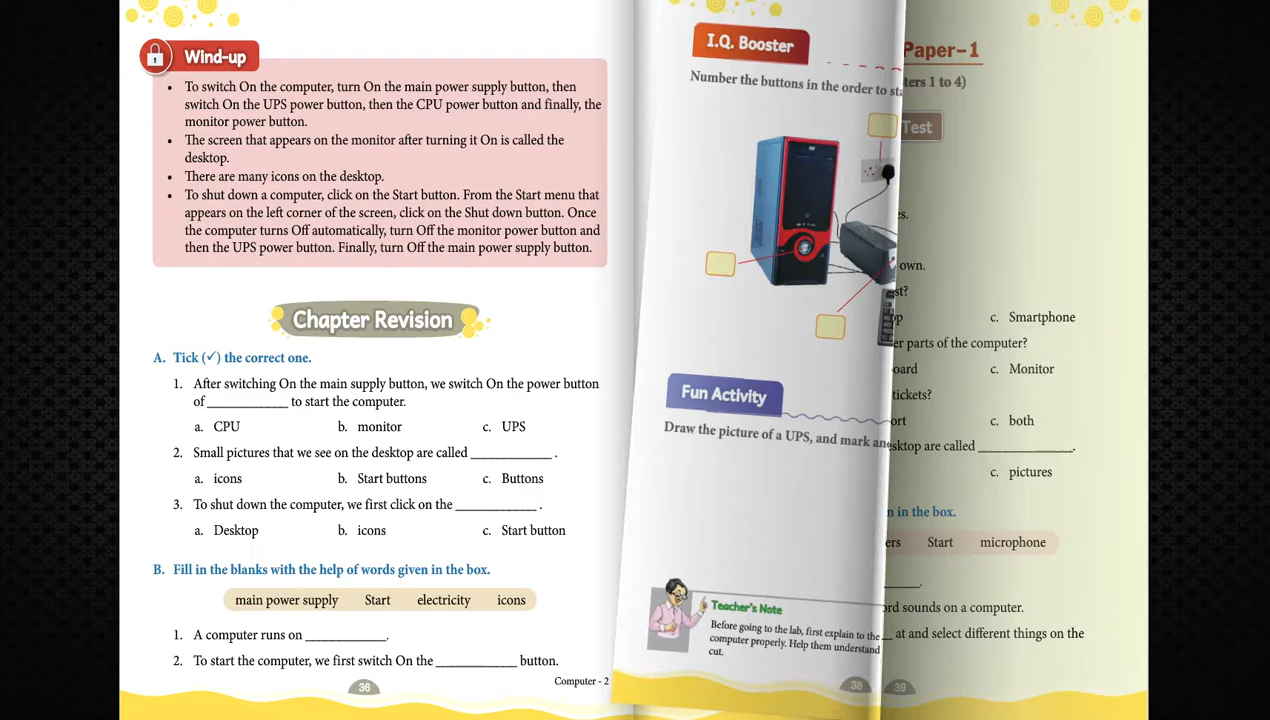 Wind-up
• To switch On the computer, turn On the main power supply button, then
switch On the UPS power button, then the CPU power button and finally, the
monitor power button.
• The screen that appears on the monitor after turning it On is called the
desktop.
• There are many icons on the desktop.
• To shut down a computer, click on the Start button. From the Start menu that
appears on the left corner of the screen, click on the Shut down button. Once
the computer turns Off automatically, turn Off the monitor power button and
then the UPS power button. Finally, turn Off the main power supply button.
Chapter Revision
A. Tick (✓) the correct one.
1. After switching On the main supply button, we switch On the power button
of ____________ to start the computer.
a. CPU b. monitor c. UPS
2. Small pictures that we see on the desktop are called ____________ .
a. icons b. Start buttons c. Buttons
3. To shut down the computer, we first click on the ____________ .
a. Desktop b. icons c. Start button
B. Fill in the blanks with the help of words given in the box.
main power supply Start electricity icons
1. A computer runs on ____________.
2. To start the computer, we first switch On the ____________ button.
Computer - 2
36
I.Q. Booster
Number the buttons in the order to
Fun Activity
Draw the picture of a UPS, and mark
Teacher's Note
Before going to the lab, first explain to the
computer properly. Help them understand
cut.
38
Paper-1
1 to 4)
Test
own.
c. Smartphone
parts of the computer?
c. Monitor
tickets?
c. both
are called ______________.
c. pictures
in the box.
Start microphone
sounds on a computer.
at and select different things on the
39